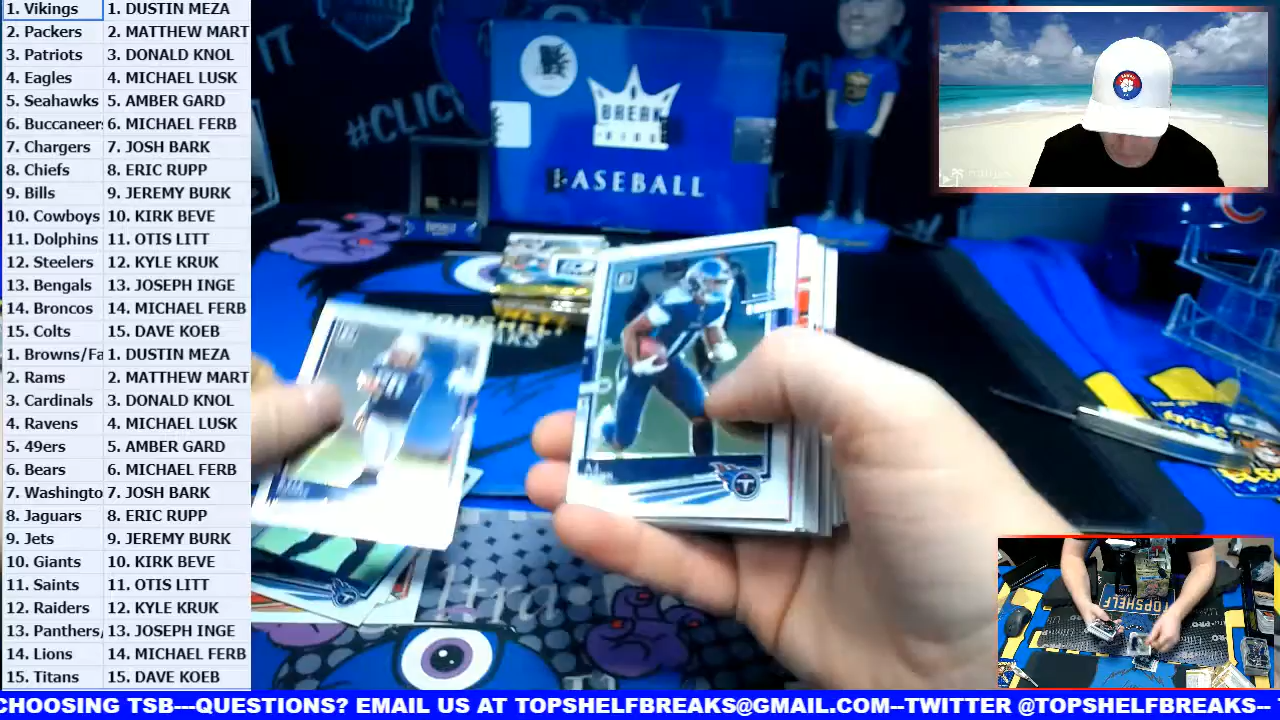 1. Vikings 1. DUSTIN MEZA
2. Packers 2. MATTHEW MART
3. Patriots 3. DONALD KNOL
4. Eagles 4. MICHAEL LUSK
5. Seahawks 5. AMBER GARD
6. Buccaneer 6. MICHAEL FERB
7. Chargers 7. JOSH BARK
8. Chiefs 8. ERIC RUPP
9. Bills 9. JEREMY BURK
10. Cowboys 10. KIRK BEVE
11. Dolphins 11. OTIS LITT
12. Steelers 12. KYLE KRUK
13. Bengals 13. JOSEPH INGE
14. Broncos 14. MICHAEL FERB
15. Colts 15. DAVE KOEB
1. Browns/Fa 1. DUSTIN MEZA
2. Rams 2. MATTHEW MART
3. Cardinals 3. DONALD KNOL
4. Ravens 4. MICHAEL LUSK
5. 49ers 5. AMBER GARD
6. Bears 6. MICHAEL FERB
7. Washingto 7. JOSH BARK
8. Jaguars 8. ERIC RUPP
9. Jets 9. JEREMY BURK
10. Giants 10. KIRK BEVE
11. Saints 11. OTIS LITT
12. Raiders 12. KYLE KRUK
13. Panthers/ 13. JOSEPH INGE
14. Lions 14. MICHAEL FERB
15. Titans 15. DAVE KOEB
#CLIC
BREAK
KING
BASEBALL
TOPSHELF
ltra
TOPSHELF
CHOOSING TSB---QUESTIONS? EMAIL US AT TOPSHELFBREAKS@GMAIL.COM--TWITTER @TOPSHELFBREAKS--